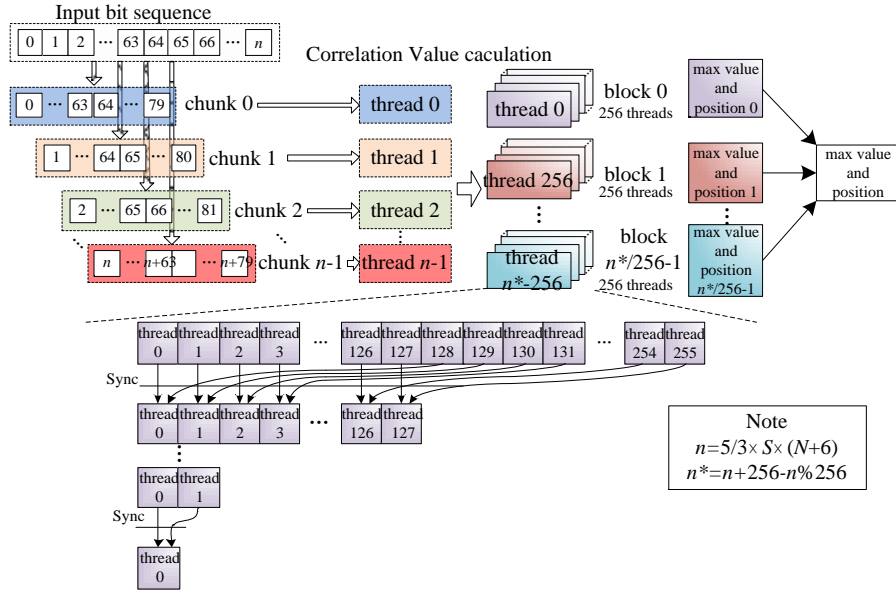 Input bit sequence
0 1 2 ··· 63 64 65 66 ··· n
Correlation Value caculation
0 ··· 63 64 ··· 79
chunk 0
thread 0
1 ··· 64 65 ··· 80
chunk 1
thread 1
2 ··· 65 66 ··· 81
chunk 2
thread 2
n ··· n+63 ··· n+79
chunk n-1
thread n-1
thread 0
block 0
256 threads
max value
and
position 0
thread 256
block 1
256 threads
max value
and
position 1
thread
n*-256
block
n*/256-1
256 threads
max value
and
position
n*/256-1
max value
and
position
thread thread thread thread thread thread thread thread thread thread thread thread
0 1 2 3 ··· 126 127 128 129 130 131 ··· 254 255
Sync
thread thread thread thread thread thread
0 1 2 3 ··· 126 127
thread thread
0 1
Sync
thread
0
Note
n=5/3× S× (N+6)
n*=n+256-n%256